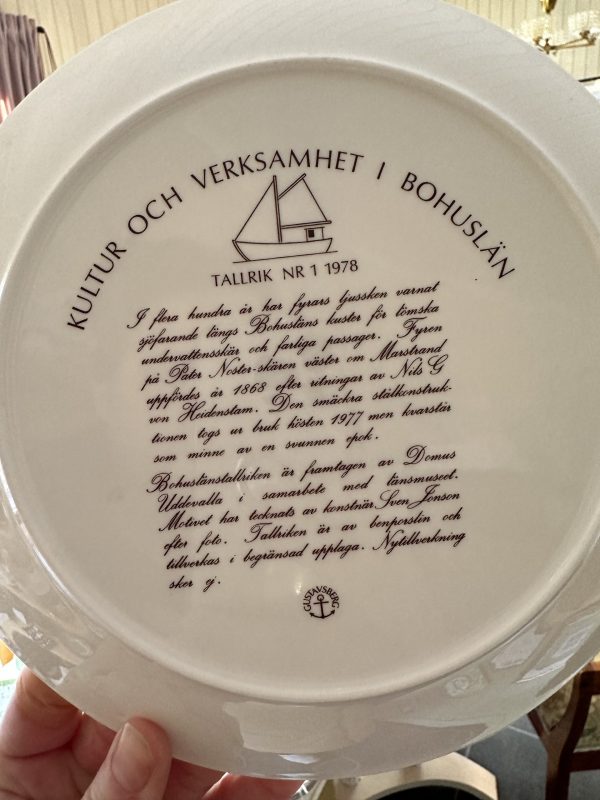 KULTUR OCH VERKSAMHET I BOHUSLÄN
TALLRIK NR 1 1978
I flera hundra år har fyrars ljussken varnat
sjöfarande längs Bohusläns kuster för lömska
undervattensskär och farliga passager. Fyren
på Pater Noster-skären väster om Marstrand
uppfördes år 1868 efter ritningar av Nils G
von Heidenstam. Den smäckra stålkonstruk-
tionen togs ur bruk hösten 1977 men kvarstår
som minne av en svunnen epok.
Bohuslänstallriken är framtagen av Domus
Uddevalla i samarbete med länsmuseet.
Motivet har tecknats av konstnär Sven Jonson
efter foto. Tallriken är av benporslin och
tillverkas i begränsad upplaga. Nytillverkning
sker ej.
GUSTAVSBERG